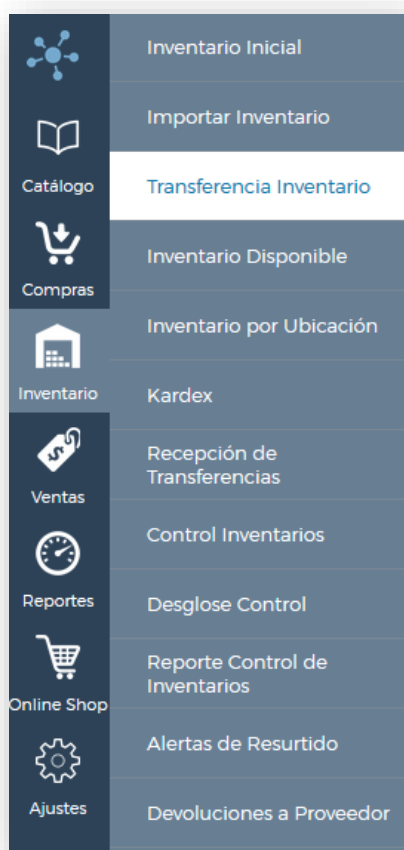 Catálogo
Compras
Inventario
Ventas
Reportes
Online Shop
Ajustes
Inventario Inicial
Importar Inventario
Transferencia Inventario
Inventario Disponible
Inventario por Ubicación
Kardex
Recepción de
Transferencias
Control Inventarios
Desglose Control
Reporte Control de
Inventarios
Alertas de Resurtido
Devoluciones a Proveedor